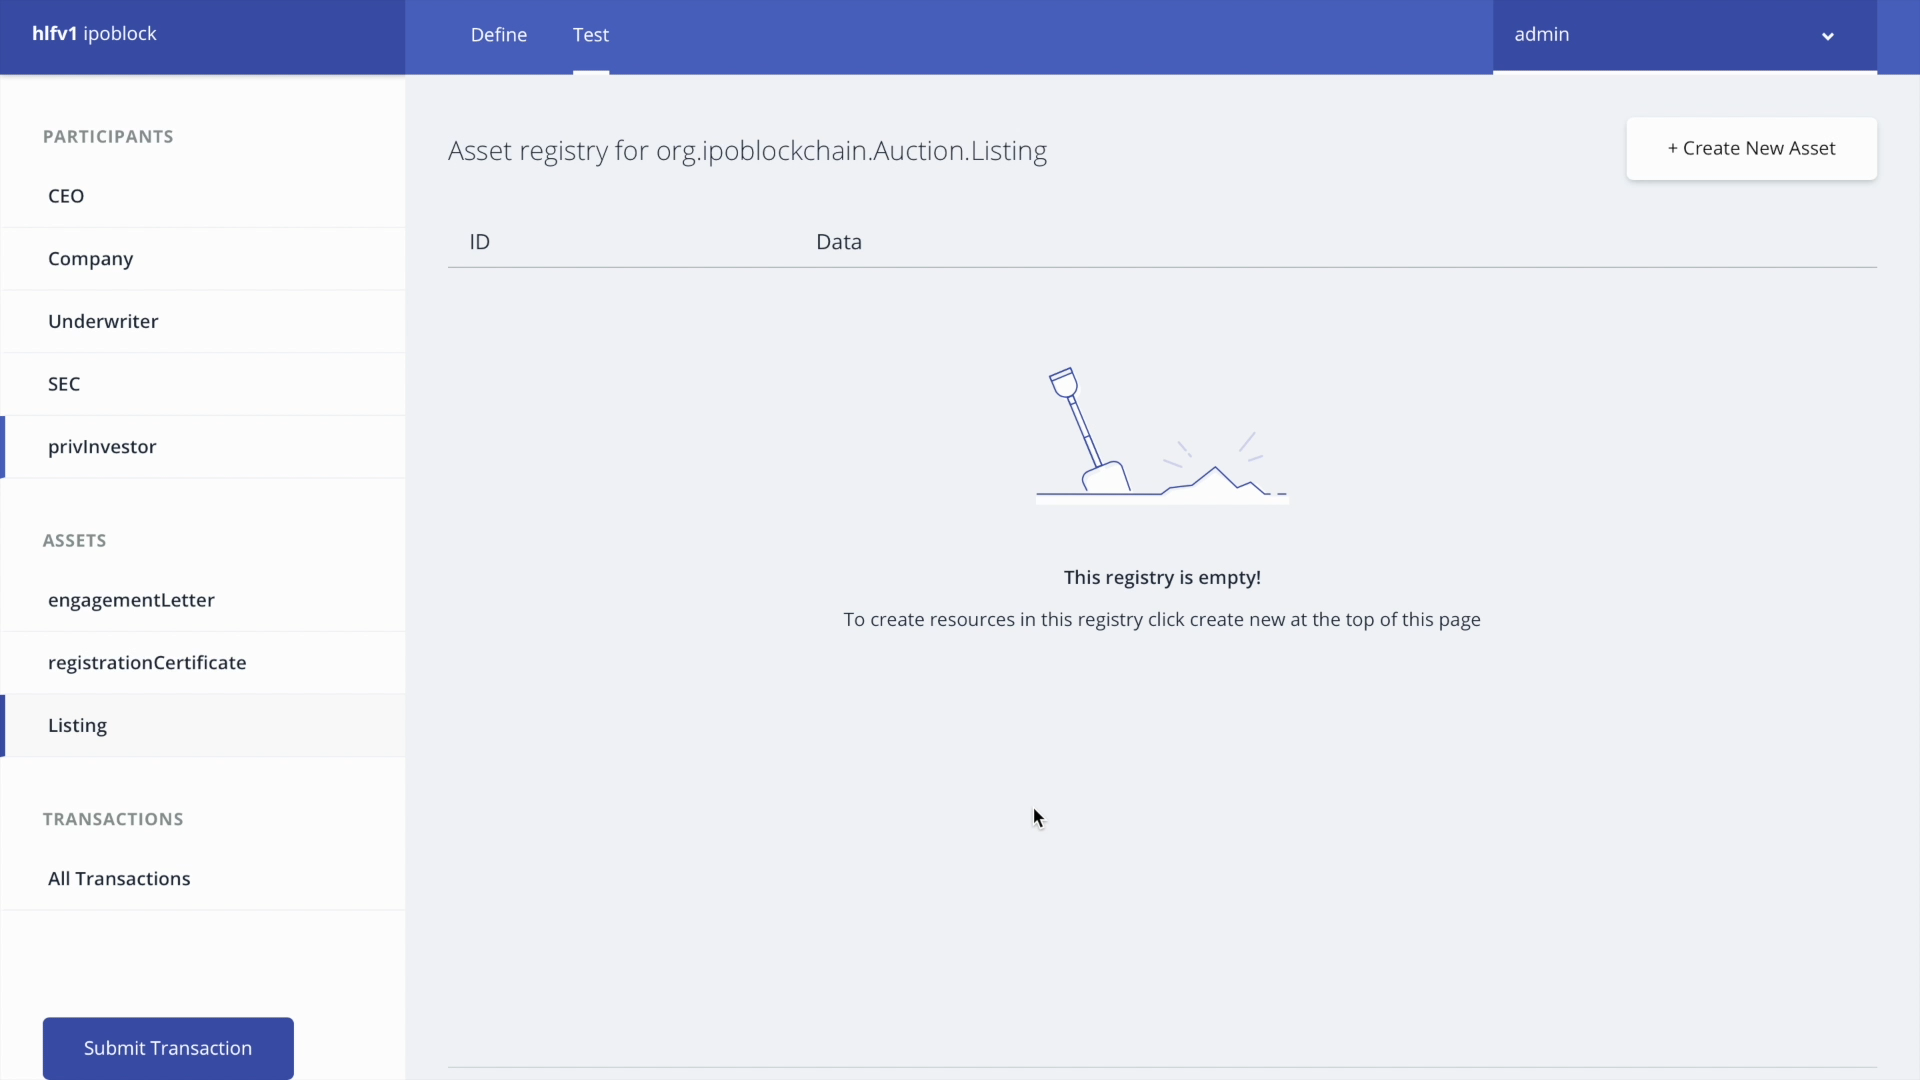 hlfv1 ipoblock
Define
Test
admin
PARTICIPANTS
CEO
Company
Underwriter
SEC
privInvestor
ASSETS
engagementLetter
registrationCertificate
Listing
TRANSACTIONS
All Transactions
Submit Transaction
Asset registry for org.ipoblockchain.Auction.Listing
+ Create New Asset
ID
Data
This registry is empty!
To create resources in this registry click create new at the top of this page